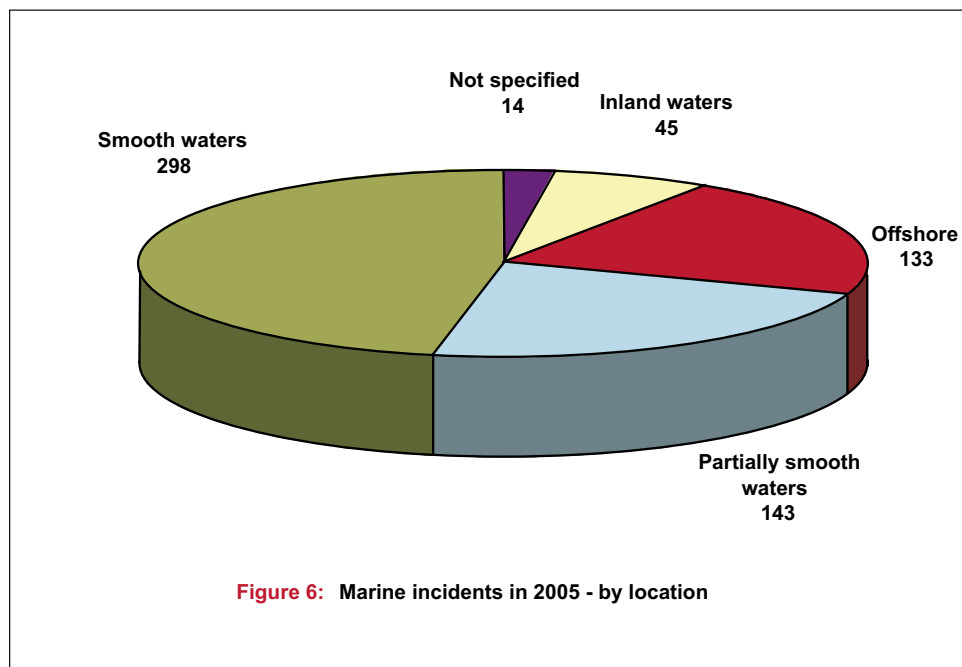 Not specified
14
Inland waters
45
Smooth waters
298
Offshore
133
Partially smooth
waters
143
Figure 6: Marine incidents in 2005 - by location